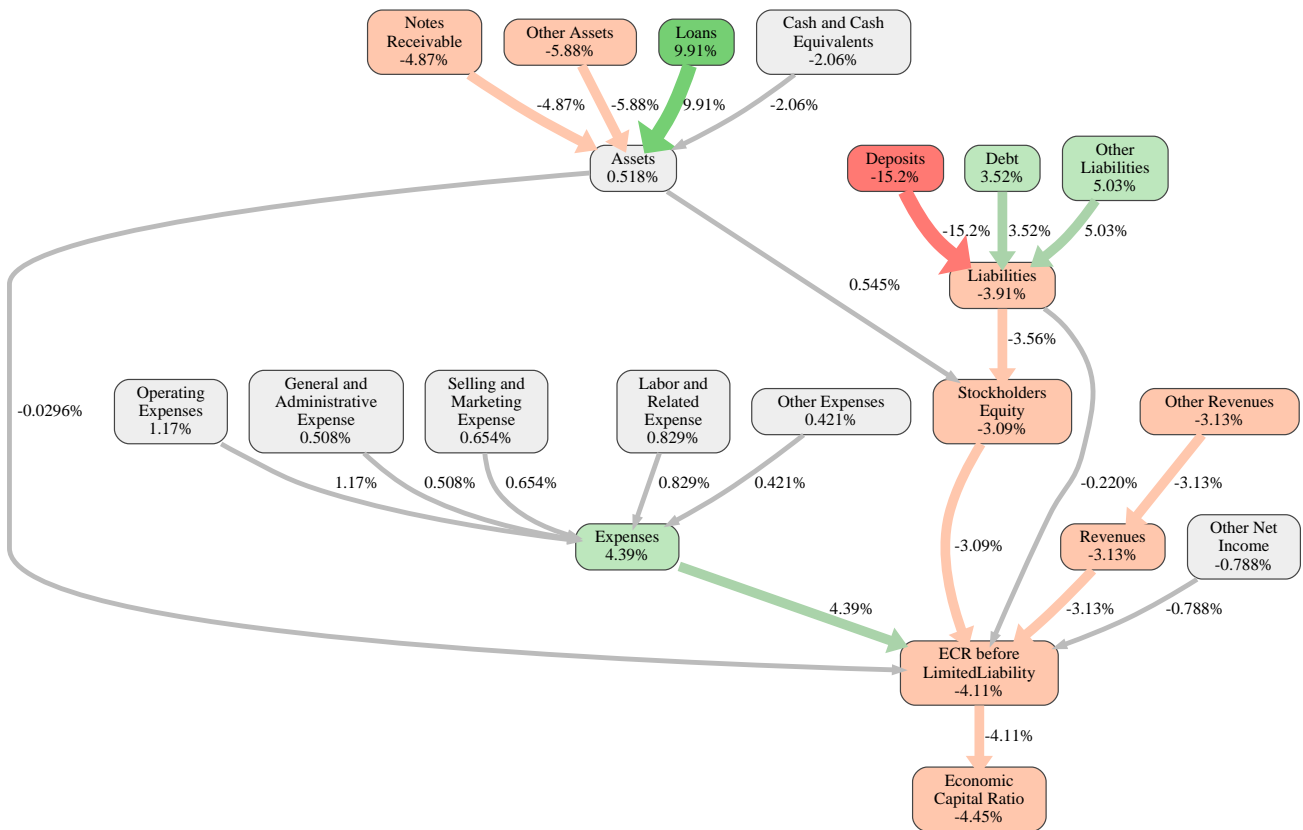 Notes
Receivable
-4.87%
Other Assets
-5.88%
Loans
9.91%
Cash and Cash
Equivalents
-2.06%
-4.87%
-5.88%
9.91%
-2.06%
Assets
0.518%
Deposits
-15.2%
Debt
3.52%
Other
Liabilities
5.03%
-15.2%
3.52%
5.03%
Liabilities
-3.91%
0.545%
-3.56%
-0.0296%
Operating
Expenses
1.17%
General and
Administrative
Expense
0.508%
Selling and
Marketing
Expense
0.654%
Labor and
Related
Expense
0.829%
Other Expenses
0.421%
Stockholders
Equity
-3.09%
Other Revenues
-3.13%
1.17%
0.508%
0.654%
0.829%
0.421%
-0.220%
-3.13%
Expenses
4.39%
-3.09%
Revenues
-3.13%
Other Net
Income
-0.788%
4.39%
-3.13%
-0.788%
ECR before
LimitedLiability
-4.11%
-4.11%
Economic
Capital Ratio
-4.45%